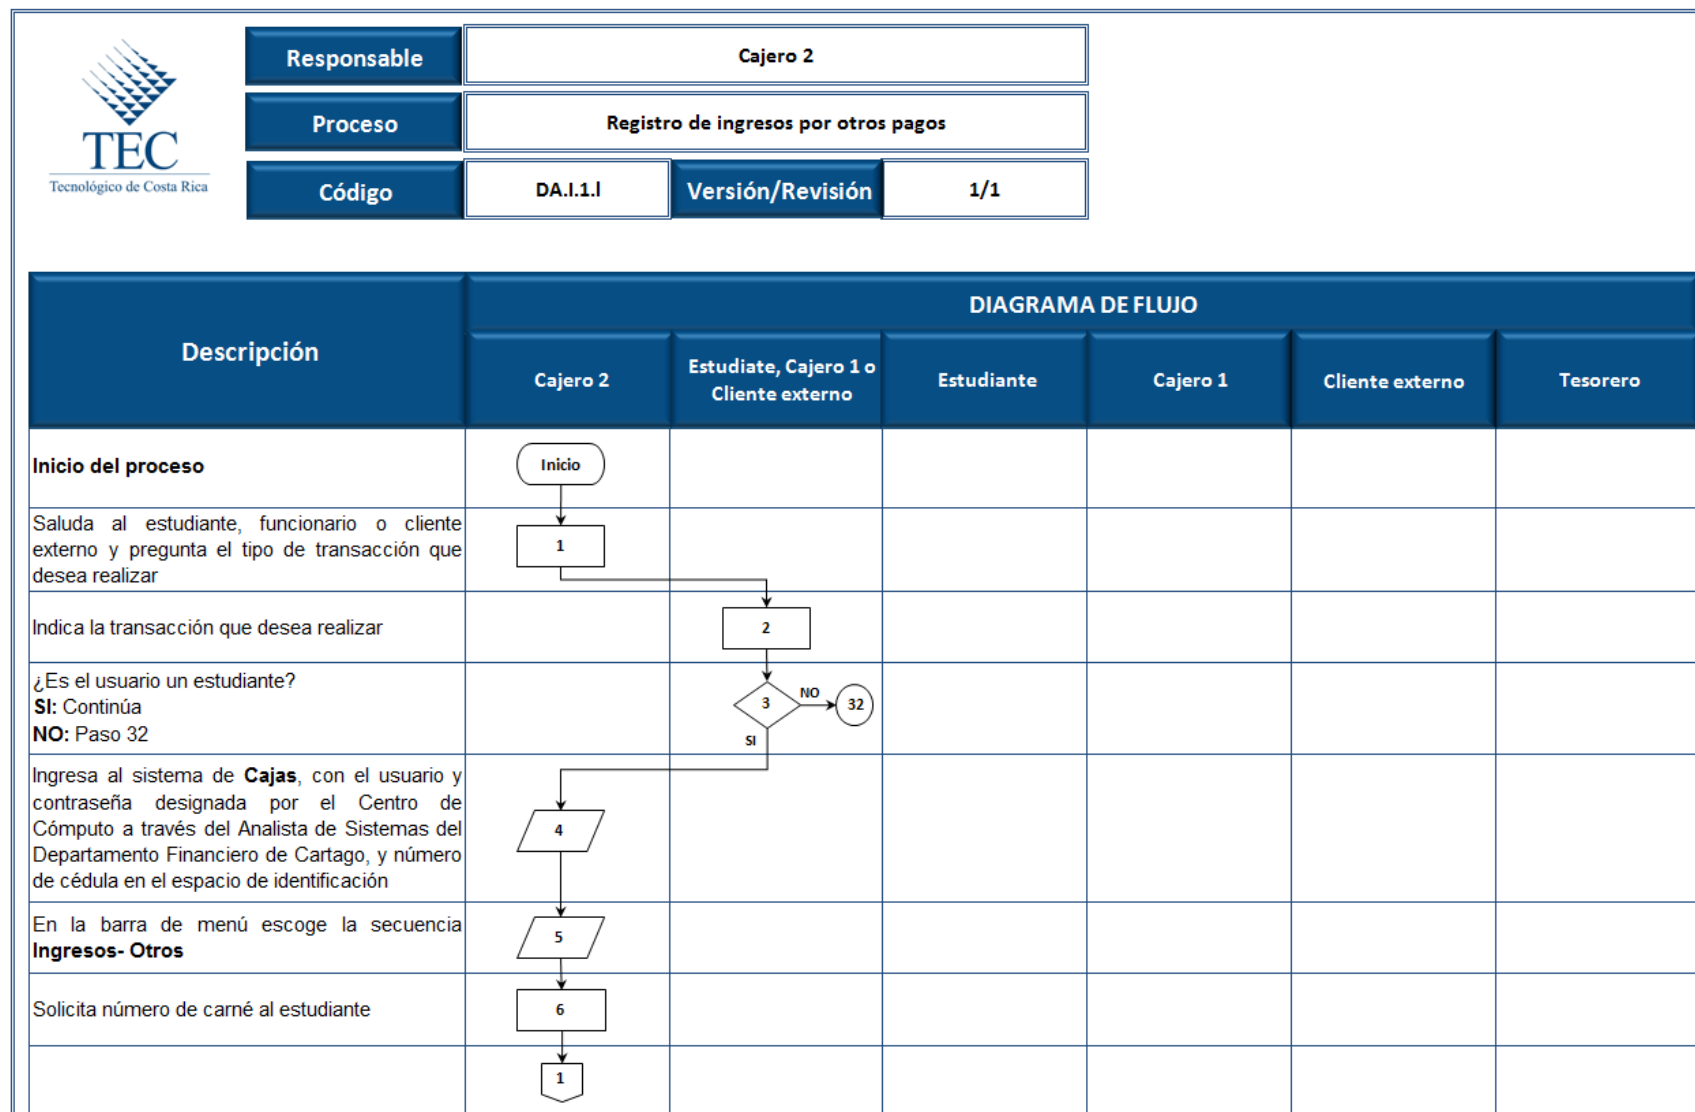 TEC
Tecnológico de Costa Rica
Responsable
Cajero 2
Proceso
Registro de ingresos por otros pagos
Código
DA.I.1.l
Versión/Revisión
1/1
Descripción
DIAGRAMA DE FLUJO
Cajero 2
Estudiate, Cajero 1 o
Cliente externo
Estudiante
Cajero 1
Cliente externo
Tesorero
Inicio del proceso
Inicio
Saluda al estudiante, funcionario o cliente
externo y pregunta el tipo de transacción que
desea realizar
1
Indica la transacción que desea realizar
2
¿Es el usuario un estudiante?
SI: Continúa
NO: Paso 32
3
NO
32
SI
Ingresa al sistema de Cajas, con el usuario y
contraseña designada por el Centro de
Cómputo a través del Analista de Sistemas del
Departamento Financiero de Cartago, y número
de cédula en el espacio de identificación
4
En la barra de menú escoge la secuencia
Ingresos- Otros
5
Solicita número de carné al estudiante
6
1